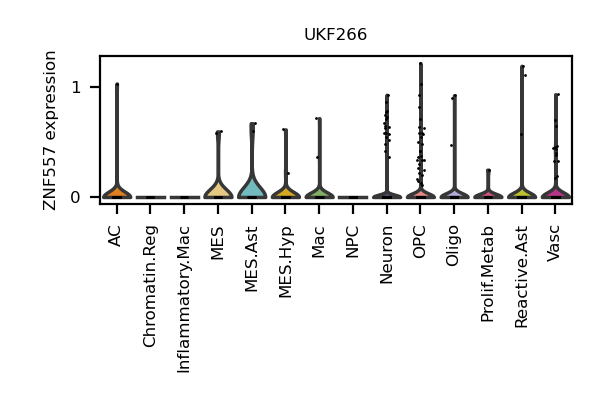 UKF266
ZNF557 expression
1
0
AC
Chromatin.Reg
Inflammatory.Mac
MES
MES.Ast
MES.Hyp
Mac
NPC
Neuron
OPC
Oligo
Prolif.Metab
Reactive.Ast
Vasc